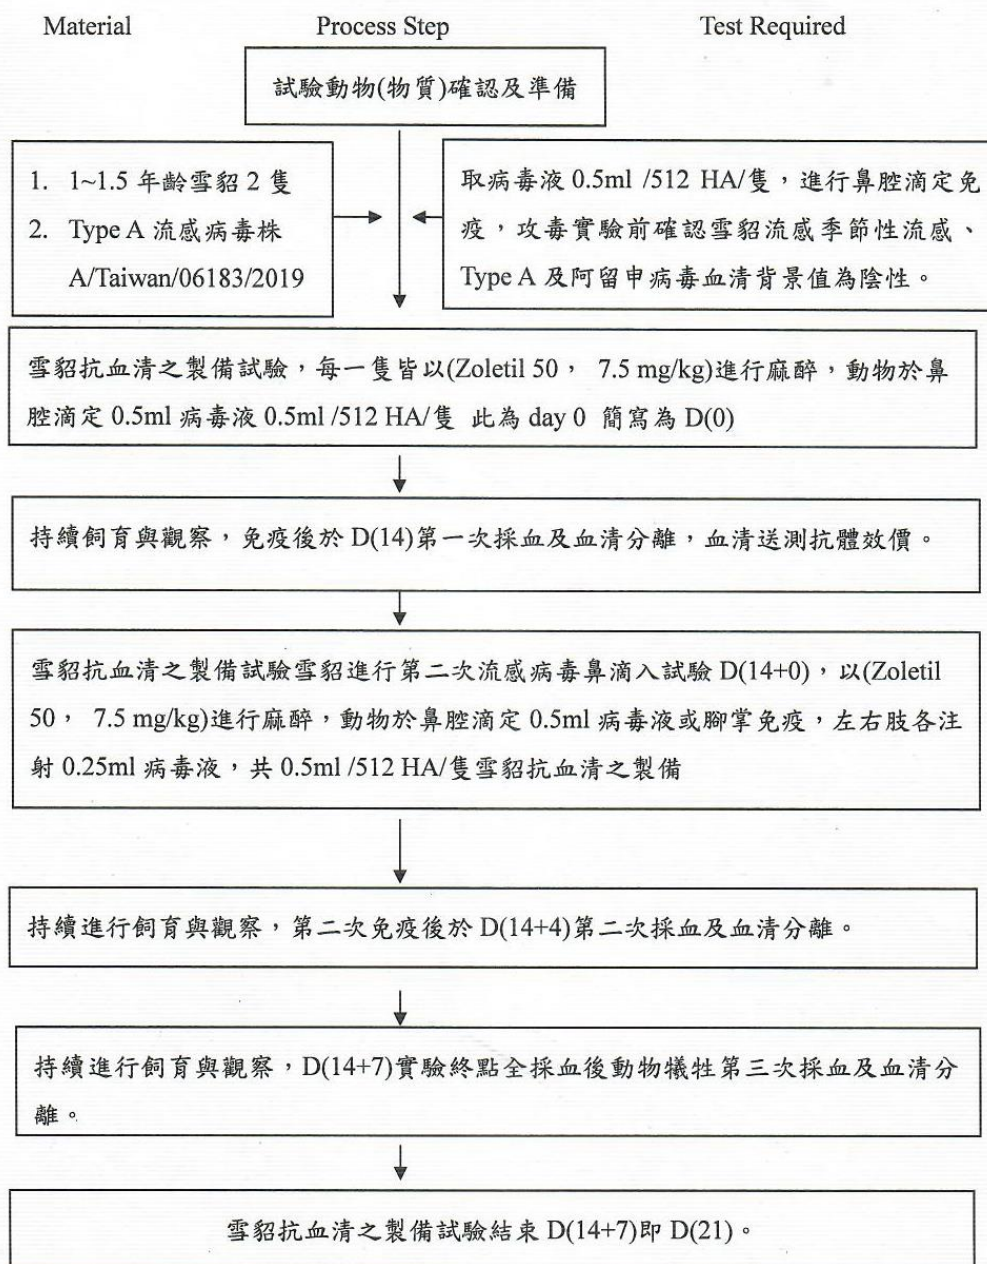 Material Process Step Test Required
試驗動物(物質)確認及準備
1. 1~1.5 年齡雪貂 2 隻
2. Type A 流感病毒株
A/Taiwan/06183/2019
取病毒液 0.5ml /512 HA/隻，進行鼻腔滴定免
疫，攻毒實驗前確認雪貂流感季節性流感、
Type A 及阿留申病毒血清背景值為陰性。
雪貂抗血清之製備試驗，每一隻皆以(Zoletil 50， 7.5 mg/kg)進行麻醉，動物於鼻
腔滴定 0.5ml 病毒液 0.5ml /512 HA/隻 此為 day 0 簡寫為 D(0)
持續飼育與觀察，免疫後於 D(14)第一次採血及血清分離，血清送測抗體效價。
雪貂抗血清之製備試驗雪貂進行第二次流感病毒鼻滴入試驗 D(14+0)，以(Zoletil
50， 7.5 mg/kg)進行麻醉，動物於鼻腔滴定 0.5ml 病毒液或腳掌免疫，左右肢各注
射 0.25ml 病毒液，共 0.5ml /512 HA/隻雪貂抗血清之製備
持續進行飼育與觀察，第二次免疫後於 D(14+4)第二次採血及血清分離。
持續進行飼育與觀察，D(14+7)實驗終點全採血後動物犠牲第三次採血及血清分
離。
雪貂抗血清之製備試驗結束 D(14+7)即 D(21)。